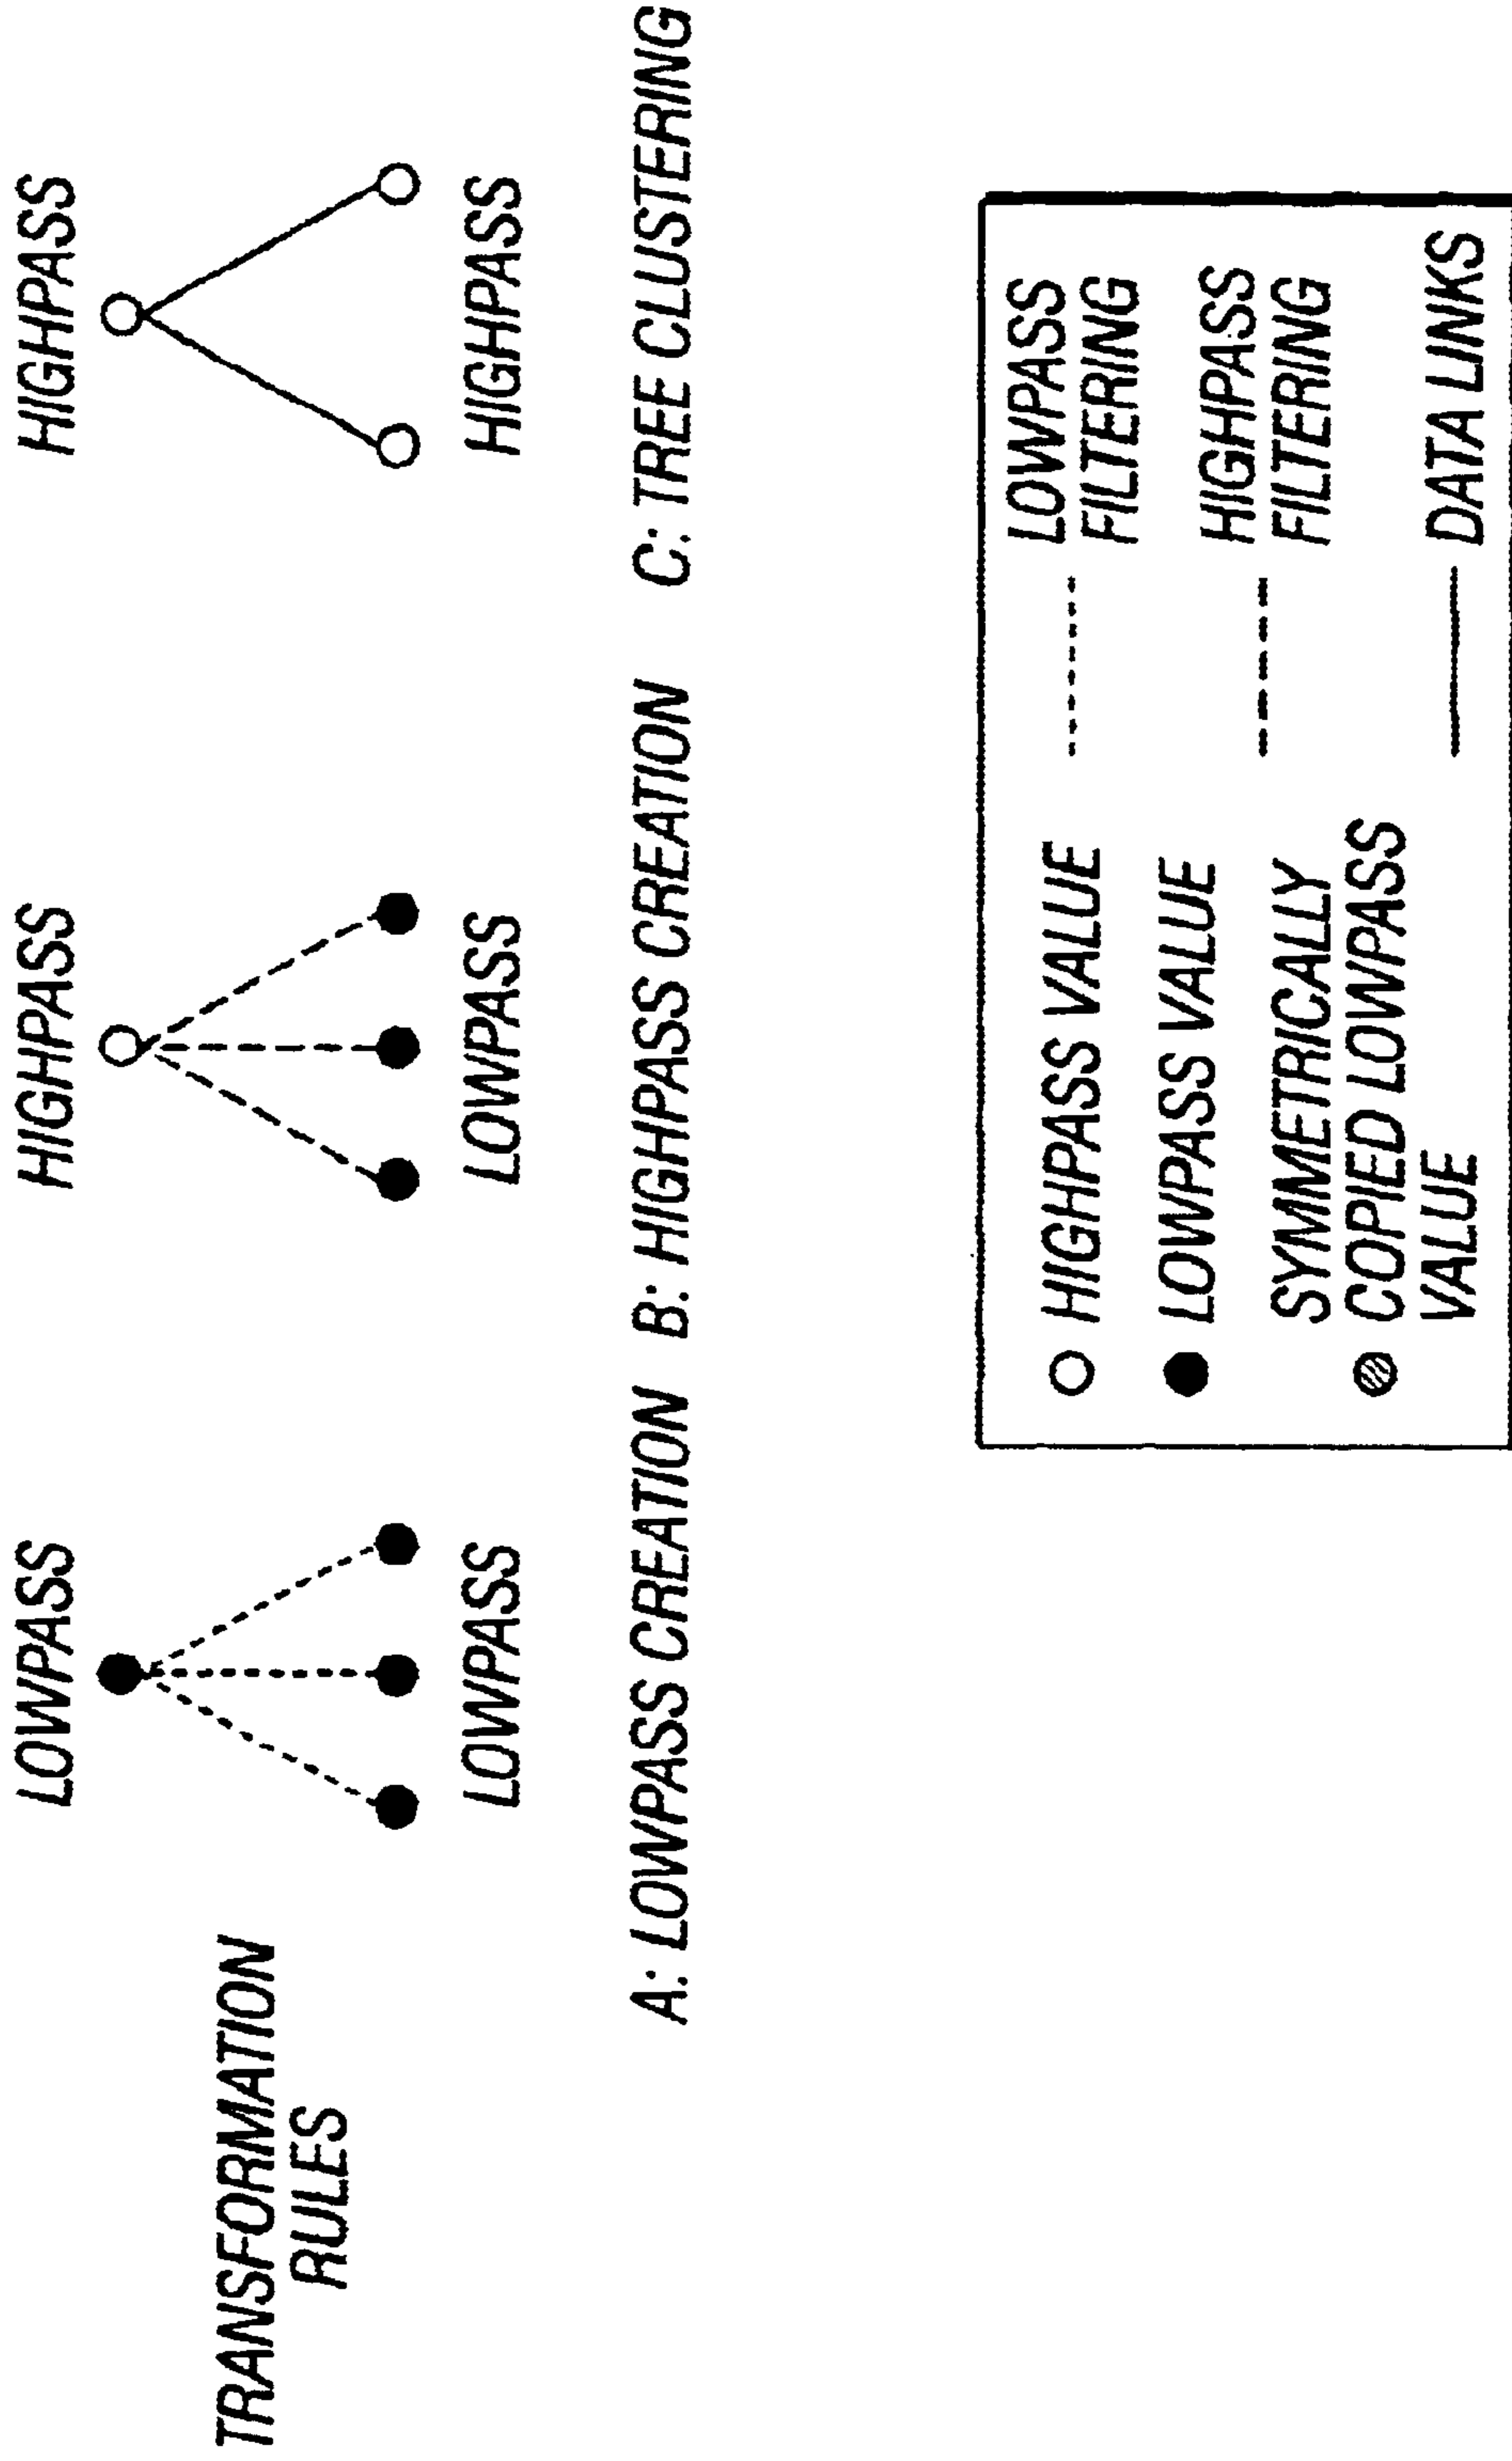 TRANSFORMATION
RULES
LOWPASS
LOWPASS
A: LOWPASS CREATION
HIGHPASS
LOWPASS
B: HIGHPASS CREATION
HIGHPASS
HIGHPASS
C: TREE CLUSTERING
HIGHPASS VALUE
LOWPASS VALUE
SYMMETRICALLY
COPIED LOWPASS
VALUE
LOWPASS
FILTERING
HIGHPASS
FILTERING
DATA LINKS